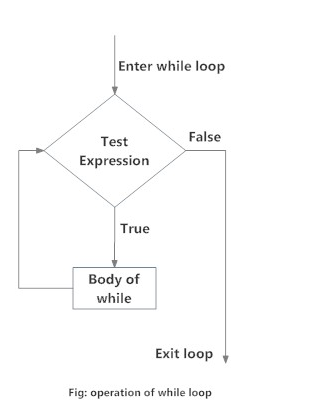 Enter while loop
Test
Expression
False
True
Body of
while
Exit loop
Fig: operation of while loop